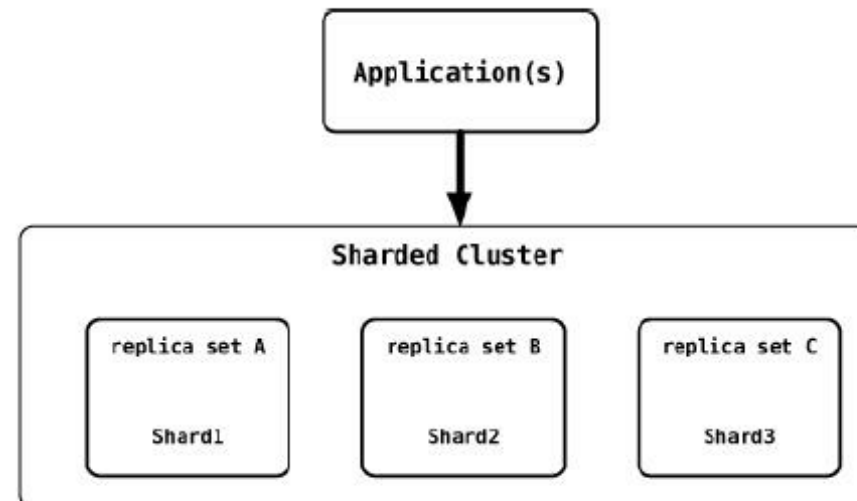 Application(s)
Sharded Cluster
replica set A
replica set B
replica set C
Shard1
Shard2
Shard3